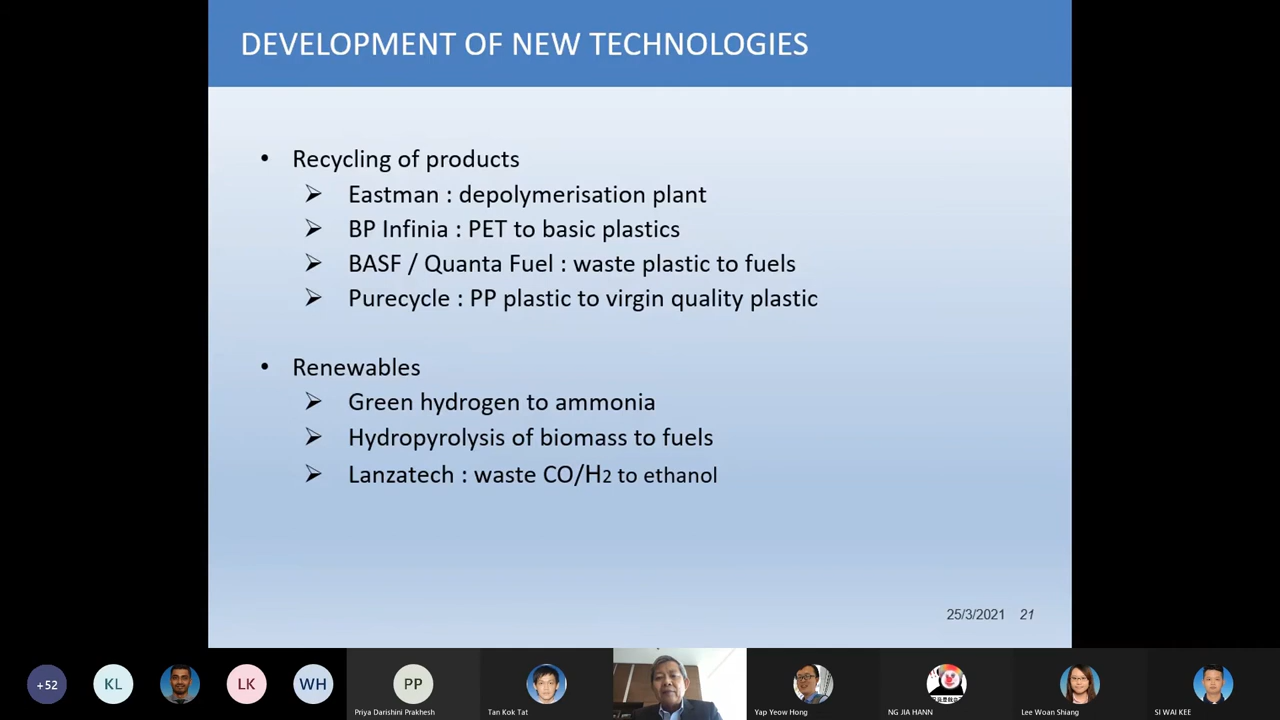 DEVELOPMENT OF NEW TECHNOLOGIES
• Recycling of products
➢ Eastman : depolymerisation plant
➢ BP Infinia : PET to basic plastics
➢ BASF / Quanta Fuel : waste plastic to fuels
➢ Purecycle : PP plastic to virgin quality plastic
• Renewables
➢ Green hydrogen to ammonia
➢ Hydropyrolysis of biomass to fuels
➢ Lanzatech : waste CO/H2 to ethanol
25/3/2021 21
+52
KL
LK
WH
PP
Priya Darishini Prakhesh
Tan Kok Tat
Yap Yeow Hong
NG JIA HANN
Lee Woan Shiang
SI WAI KEE